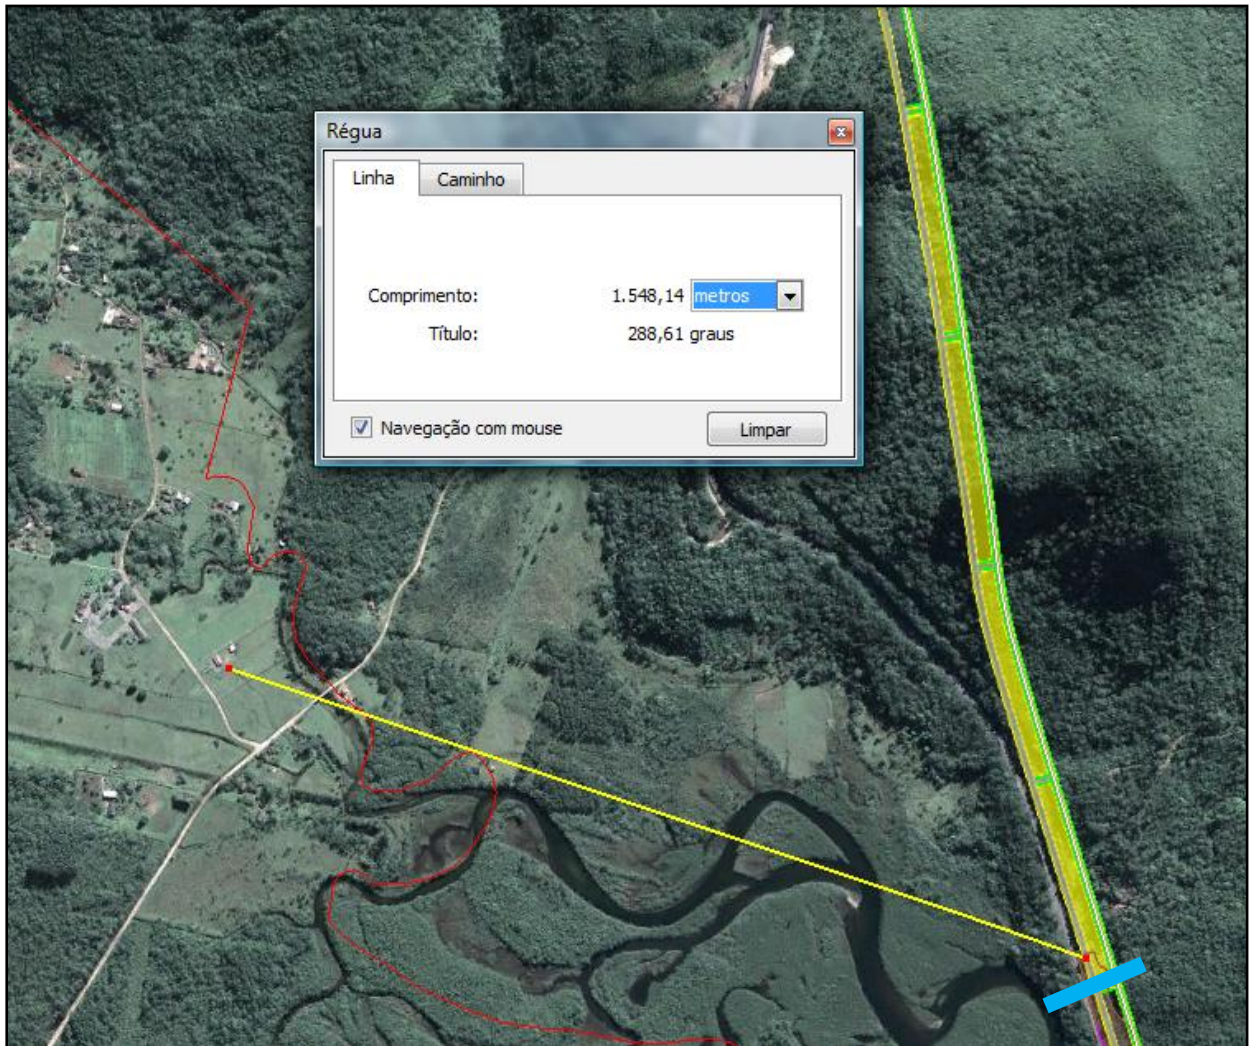 Régua
Linha
Caminho
Comprimento:
1.548,14 metros
Título:
288,61 graus
Navegação com mouse
Limpar